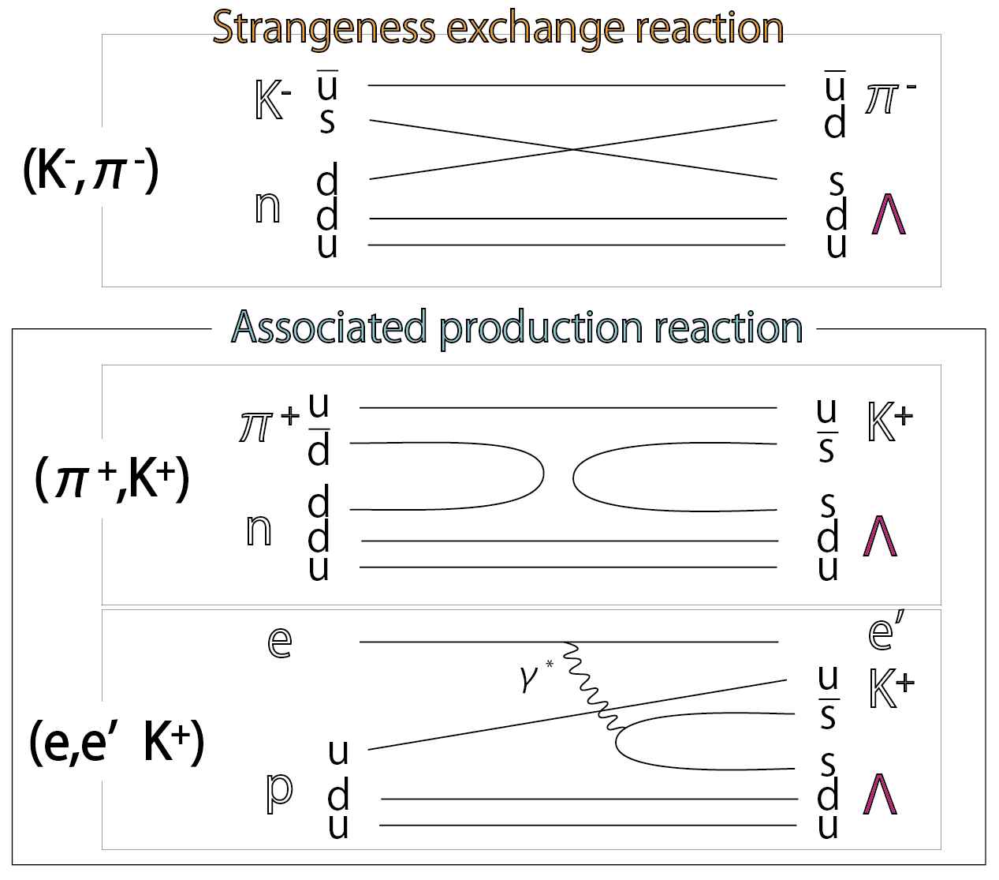 Strangeness exchange reaction
K⁻ u̅ u̅ π⁻
s d
(K⁻,π⁻)
d s
n d d Λ
u u
Associated production reaction
π⁺ u u K⁺
d̅ s̅
(π⁺,K⁺)
d s
n d d Λ
u u
e e′
γ* u K⁺
s̅
(e,e′ K⁺)
u s
p d d Λ
u u